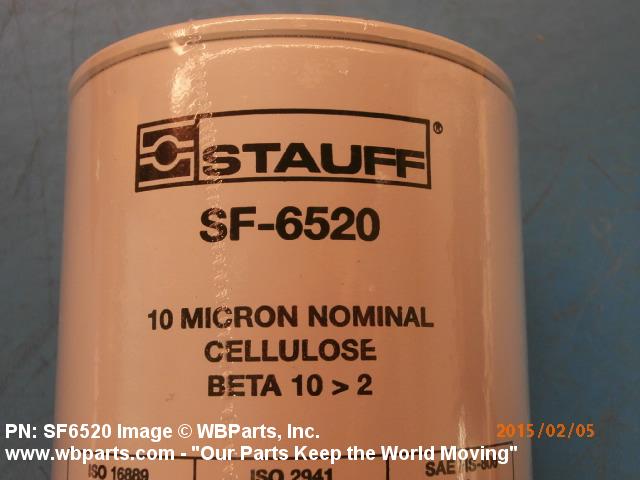 STAUFF®
SF-6520
10 MICRON NOMINAL
CELLULOSE
BETA 10 > 2
PN: SF6520 Image © WBParts, Inc.
2015/02/05
www.wbparts.com - "Our Parts Keep the World Moving"
ISO 16889
ISO 2941
SAE